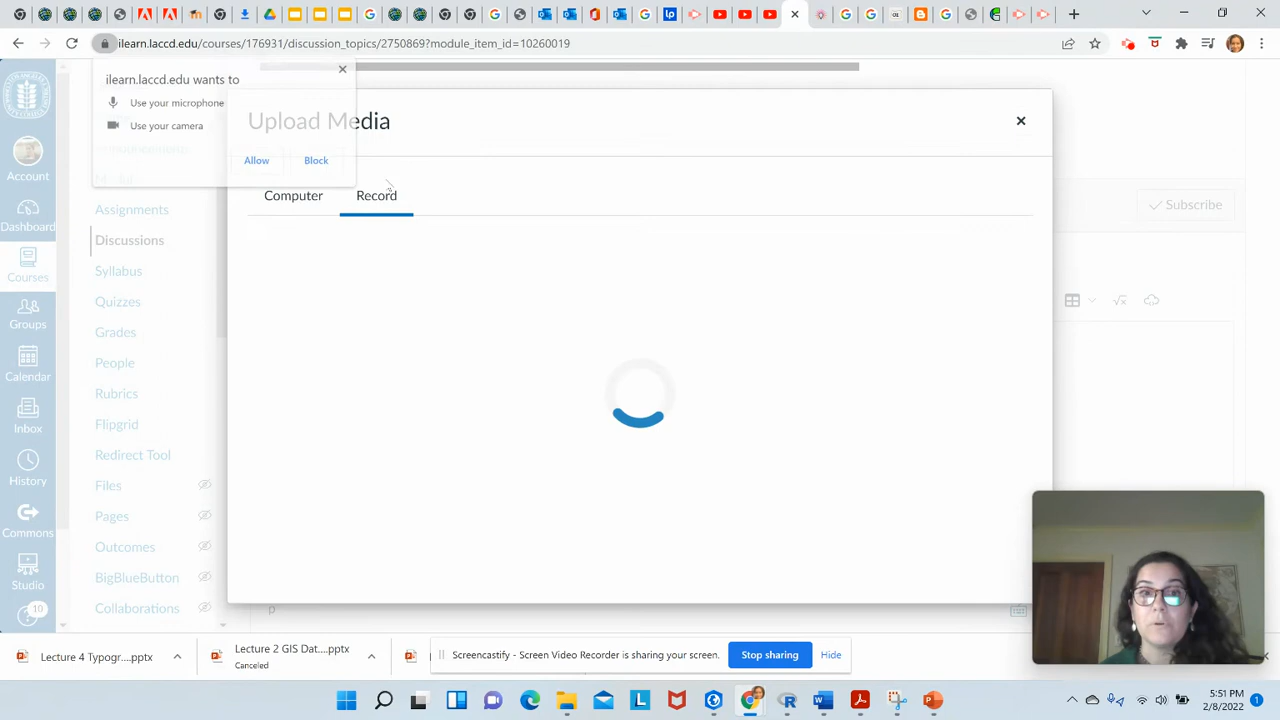 ilearn.laccd.edu/courses/176931/discussion_topics/2750869?module_item_id=10260019
ilearn.laccd.edu wants to
Use your microphone
Use your camera
Allow
Block
Upload Media
Computer
Record
Account
Dashboard
Courses
Groups
Calendar
Inbox
History
Commons
Studio
10
Assignments
Discussions
Syllabus
Quizzes
Grades
People
Rubrics
Flipgrid
Redirect Tool
Files
Pages
Outcomes
BigBlueButton
Collaborations
Subscribe
p
Lecture 4 Typogr....pptx
Lecture 2 GIS Dat....pptx
Canceled
Screencastify - Screen Video Recorder is sharing your screen.
Stop sharing
Hide
5:51 PM
2/8/2022